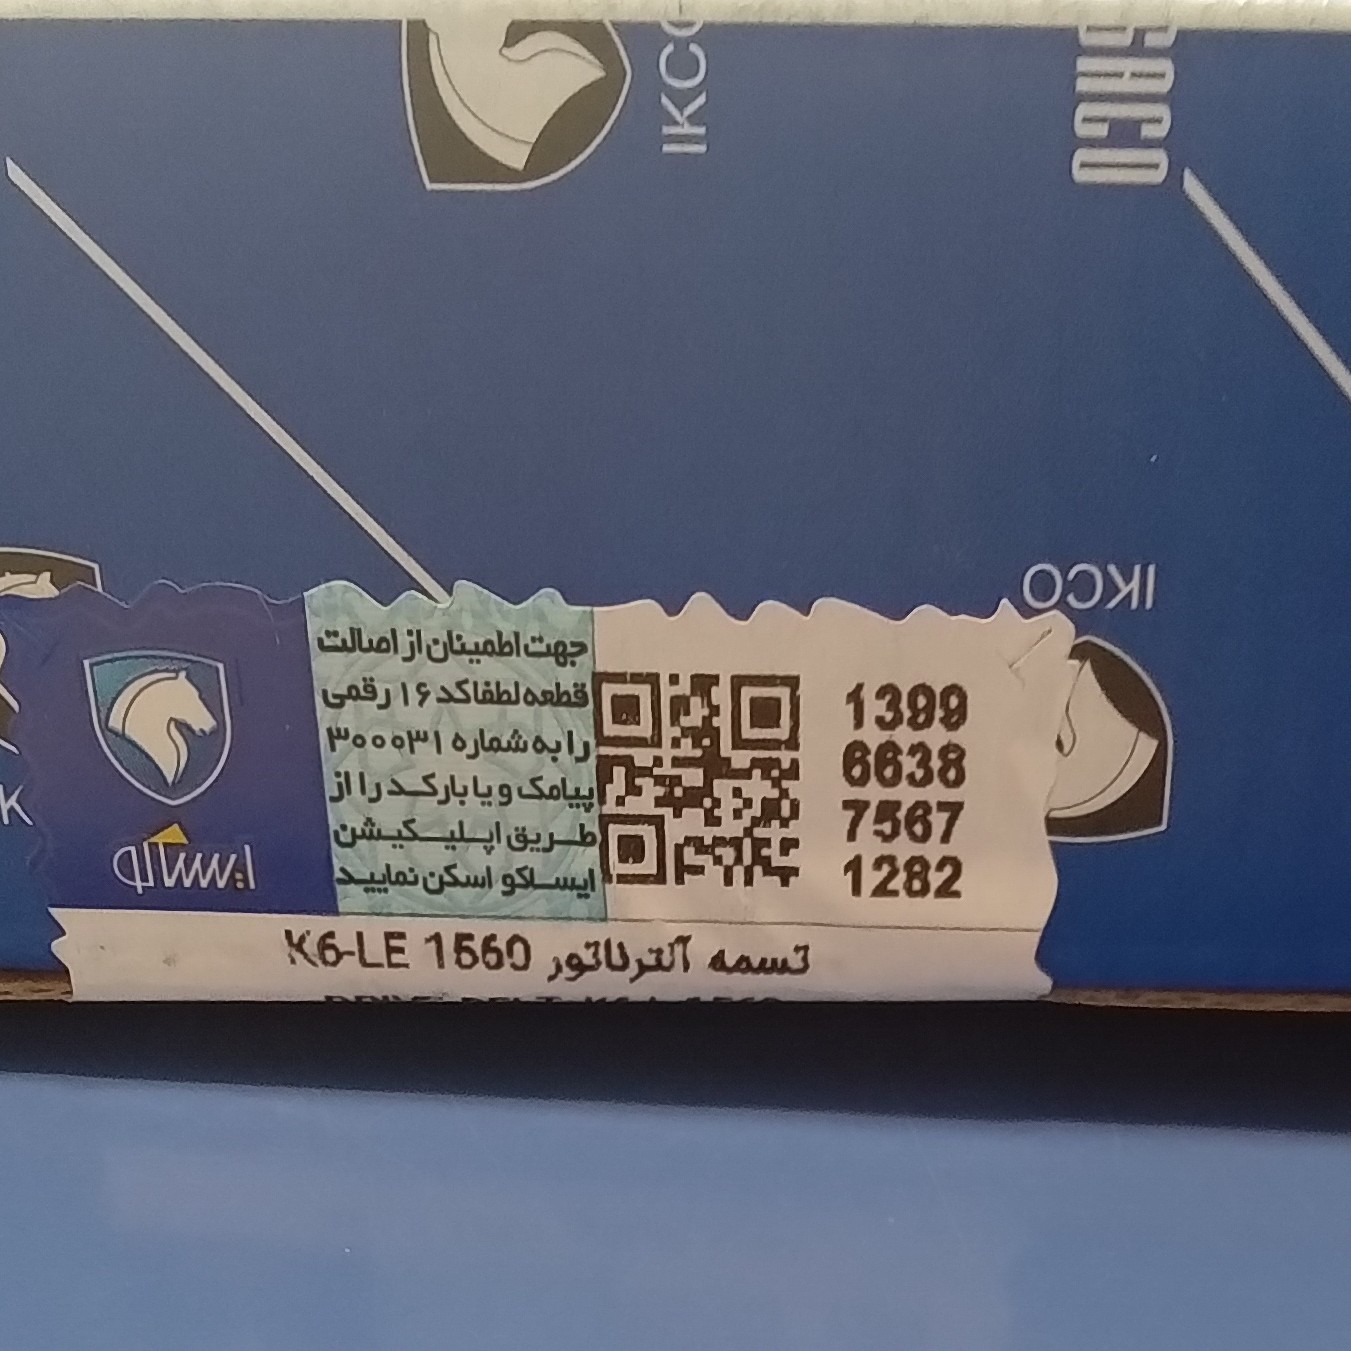 IKCO
ISACO
IKCO
جهت اطمینان از اصالت
قطعه لطفا کد ۱۶ رقمی
را به شماره ۳۰۰۰۳۱
پیامک و یا بارکد را از
طریق اپلیکیشن
ایساکو اسکن نمایید
1399
6638
7567
1282
ایساکو
تسمه آلترناتور K6-LE 1560